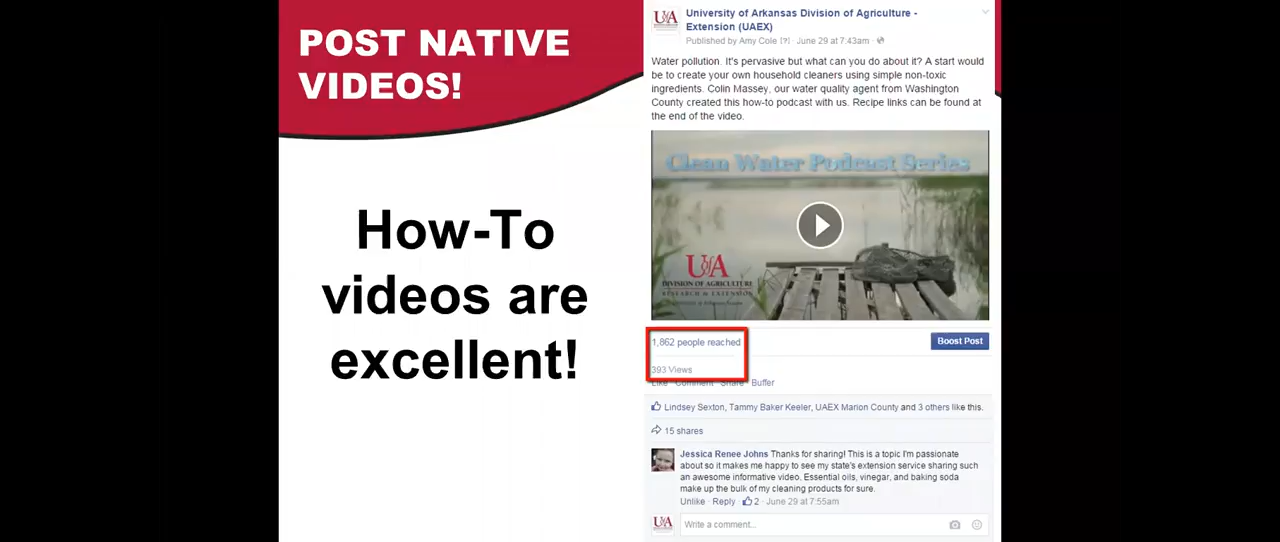 POST NATIVE
VIDEOS!
How-To
videos are
excellent!
University of Arkansas Division of Agriculture -
Extension (UAEX)
Published by Amy Cole [?] · June 29 at 7:43am ·
Water pollution. It's pervasive but what can you do about it? A start would
be to create your own household cleaners using simple non-toxic
ingredients. Colin Massey, our water quality agent from Washington
County created this how-to podcast with us. Recipe links can be found at
the end of the video.
Clean Water Podcast Series
UA
DIVISION OF AGRICULTURE
RESEARCH & EXTENSION
1,862 people reached
Boost Post
393 Views
Like · Comment · Share · Buffer
Lindsey Sexton, Tammy Baker Keeler, UAEX Marion County and 3 others like this.
15 shares
Jessica Renee Johns Thanks for sharing! This is a topic I'm passionate
about so it makes me happy to see my state's extension service sharing such
an awesome informative video. Essential oils, vinegar, and baking soda
make up the bulk of my cleaning products for sure.
Unlike · Reply · 2 · June 29 at 7:55am
Write a comment...